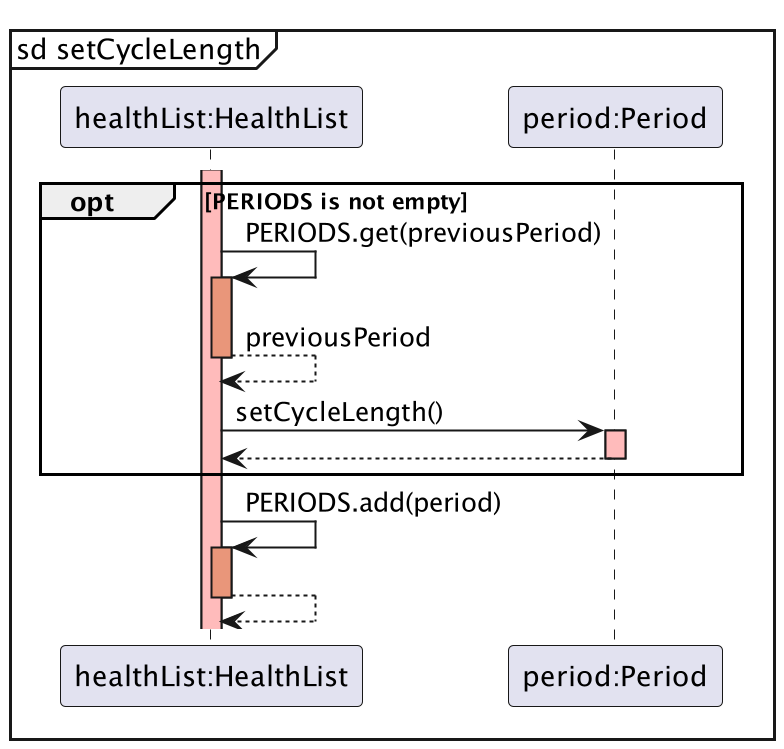 sd setCycleLength
healthList:HealthList
period:Period
opt
[PERIODS is not empty]
PERIODS.get(previousPeriod)
previousPeriod
setCycleLength()
PERIODS.add(period)
healthList:HealthList
period:Period